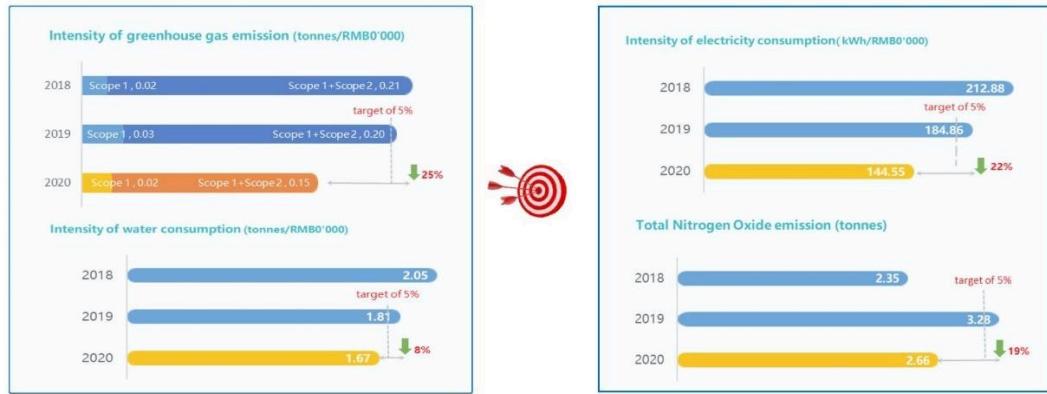 Intensity of greenhouse gas emission (tonnes/RMB0'000)
2018 Scope 1 , 0.02 Scope 1+Scope 2 , 0.21
target of 5%
2019 Scope 1 , 0.03 Scope 1+Scope 2 , 0.20
25%
2020 Scope 1 , 0.02 Scope 1+Scope 2 , 0.15
Intensity of water consumption (tonnes/RMB0'000)
2018 2.05
target of 5%
2019 1.81
2020 1.67 8%
Intensity of electricity consumption( kWh/RMB0'000)
2018 212.88
target of 5%
2019 184.86
2020 144.55 22%
Total Nitrogen Oxide emission (tonnes)
2018 2.35 target of 5%
2019 3.28
2020 2.66 19%